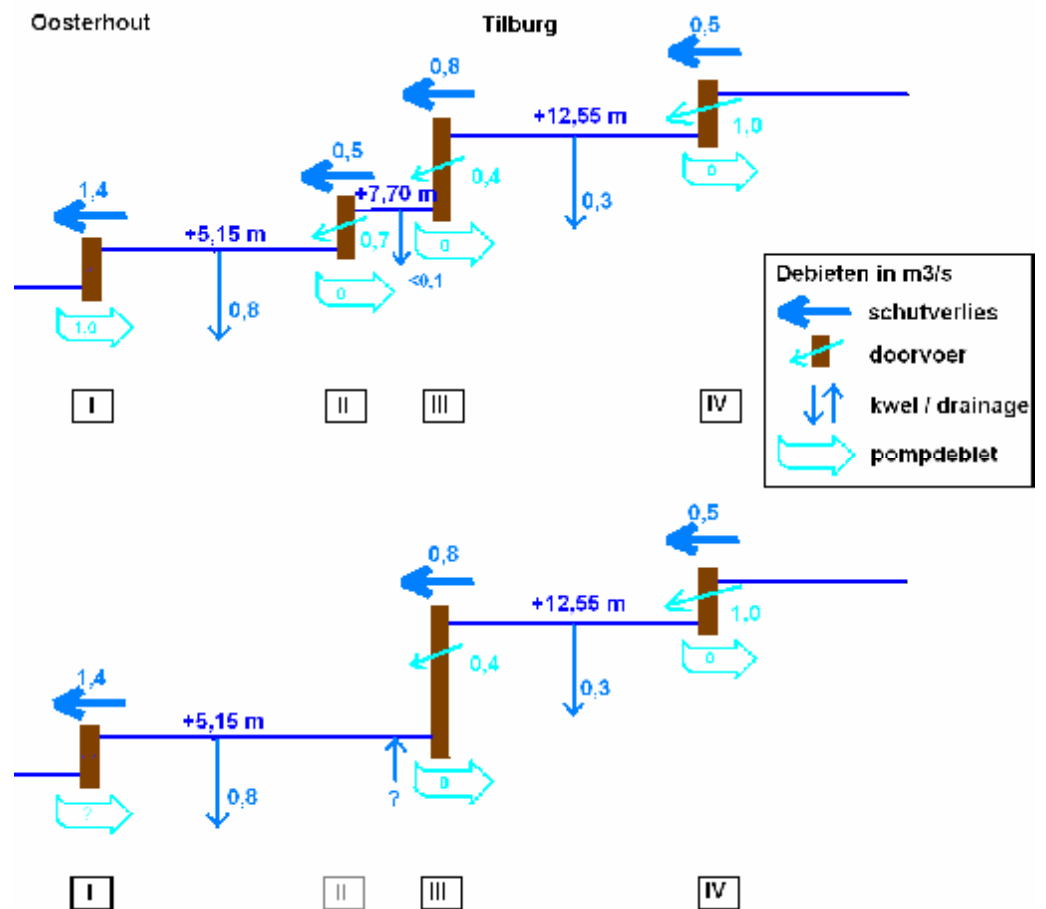 Oosterhout
Tilburg
0,5
0,8
+12,55 m
1,0
0
0,5
+7,70 m
0,4
0,3
1,4
+5,15 m
0,7
0
<0,1
0
0,8
1,0
I
II
III
IV
Debieten in m3/s
schutverlies
doorvoer
kwel / drainage
pompdebiet
0,5
0,8
+12,55 m
1,0
0
0,4
0,3
1,4
+5,15 m
0
?
0,8
?
I
II
III
IV